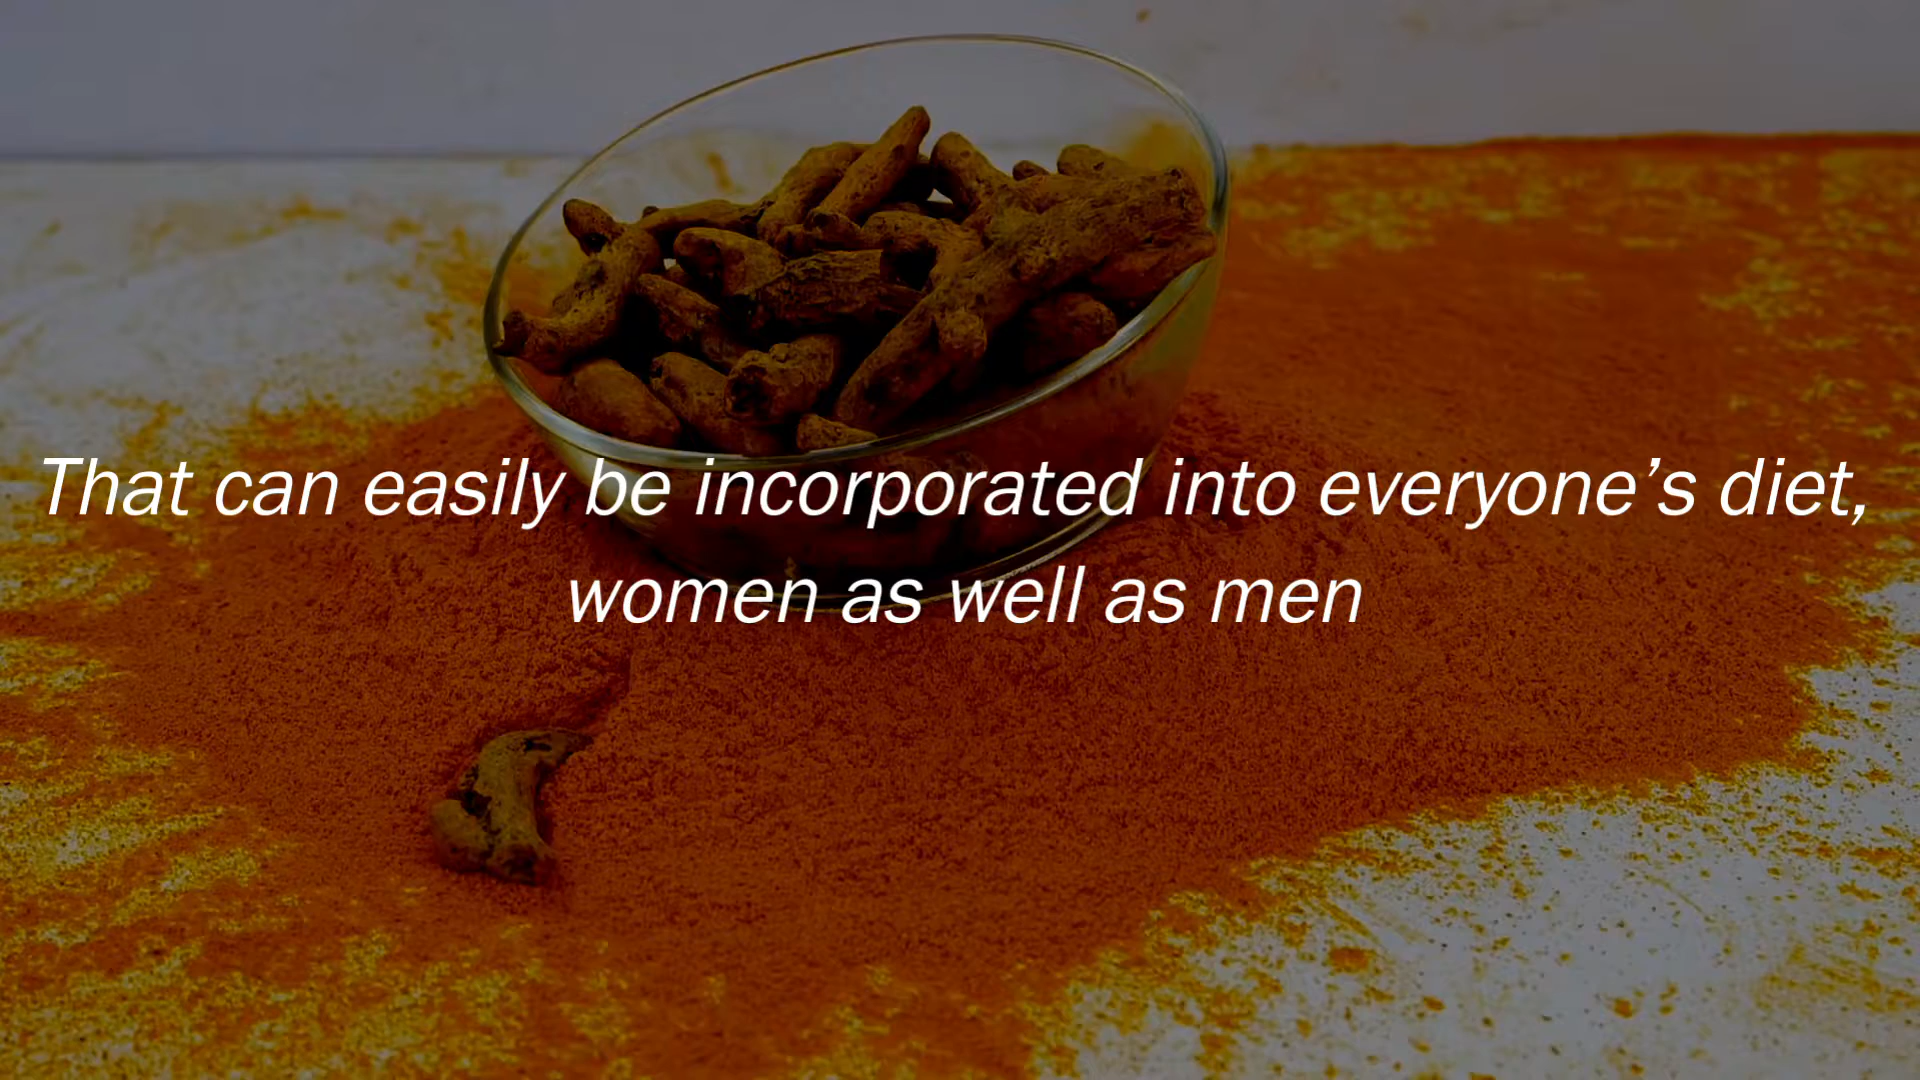 That can easily be incorporated into everyone’s diet,
women as well as men